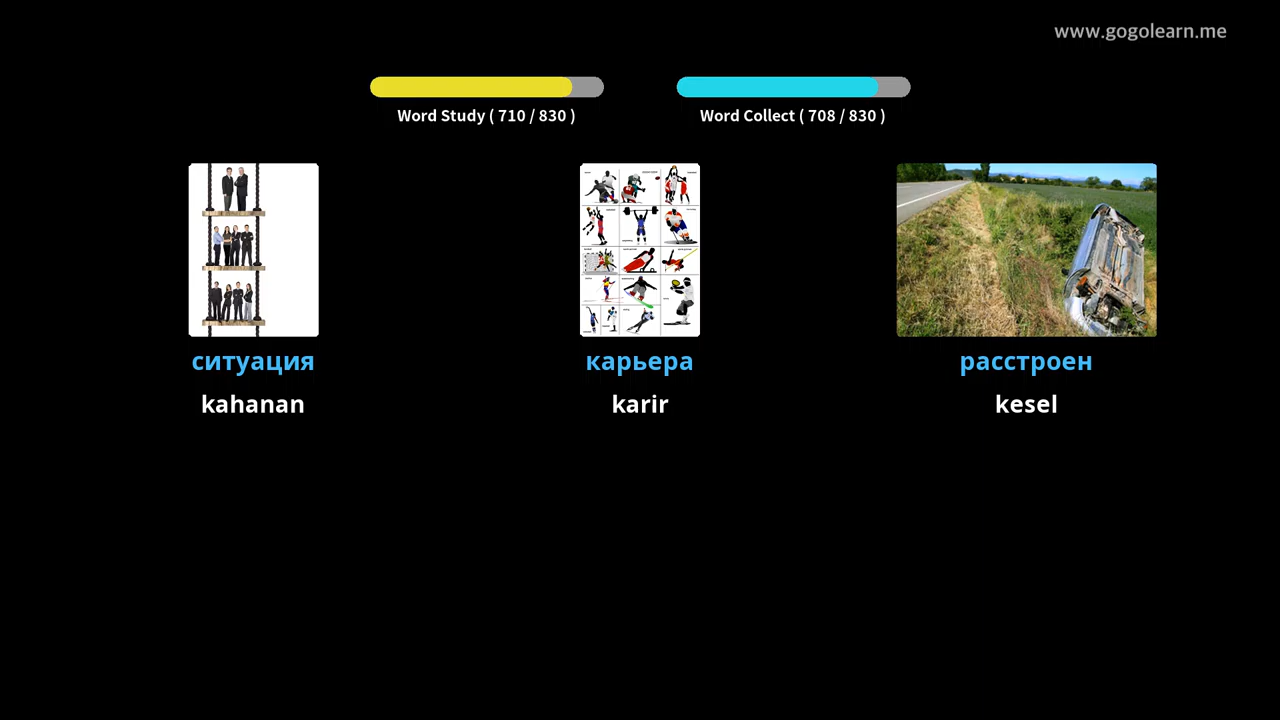 www.gogolearn.me
Word Study ( 710 / 830 )
Word Collect ( 708 / 830 )
ситуация
kahanan
карьера
karir
расстроен
kesel